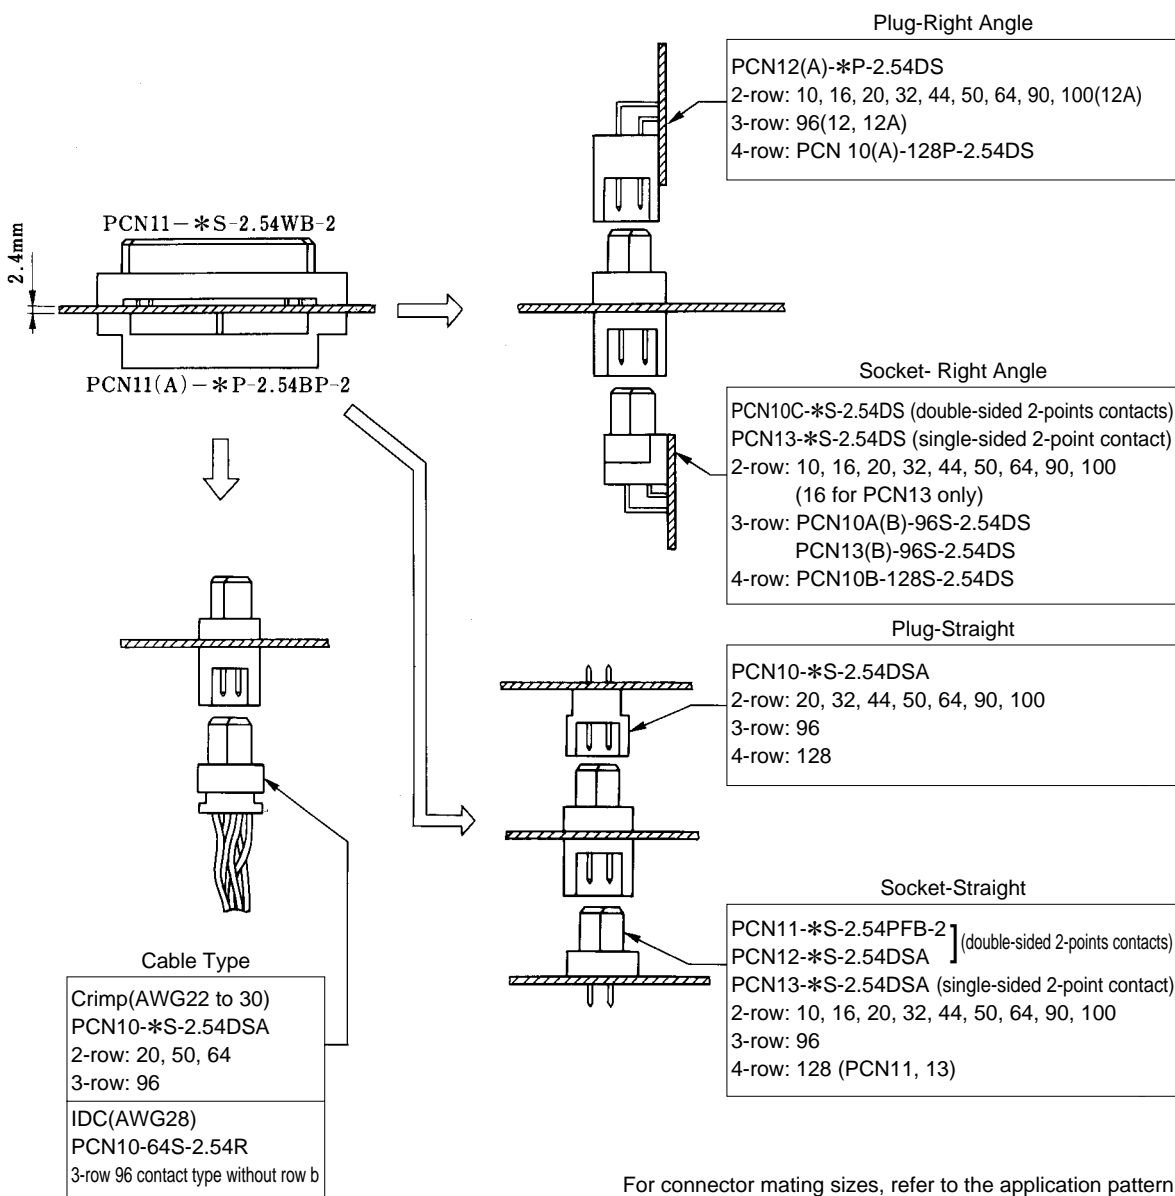 Plug-Right Angle
PCN12(A)-*P-2.54DS
2-row: 10, 16, 20, 32, 44, 50, 64, 90, 100(12A)
3-row: 96(12, 12A)
4-row: PCN 10(A)-128P-2.54DS
PCN11-*S-2.54WB-2
2.4mm
PCN11(A)-*P-2.54BP-2
Socket- Right Angle
PCN10C-*S-2.54DS (double-sided 2-points contacts)
PCN13-*S-2.54DS (single-sided 2-point contact)
2-row: 10, 16, 20, 32, 44, 50, 64, 90, 100
(16 for PCN13 only)
3-row: PCN10A(B)-96S-2.54DS
PCN13(B)-96S-2.54DS
4-row: PCN10B-128S-2.54DS
Plug-Straight
PCN10-*S-2.54DSA
2-row: 20, 32, 44, 50, 64, 90, 100
3-row: 96
4-row: 128
Socket-Straight
PCN11-*S-2.54PFB-2
PCN12-*S-2.54DSA
(double-sided 2-points contacts)
PCN13-*S-2.54DSA (single-sided 2-point contact)
2-row: 10, 16, 20, 32, 44, 50, 64, 90, 100
3-row: 96
4-row: 128 (PCN11, 13)
Cable Type
Crimp(AWG22 to 30)
PCN10-*S-2.54DSA
2-row: 20, 50, 64
3-row: 96
IDC(AWG28)
PCN10-64S-2.54R
3-row 96 contact type without row b
For connector mating sizes, refer to the application pattern